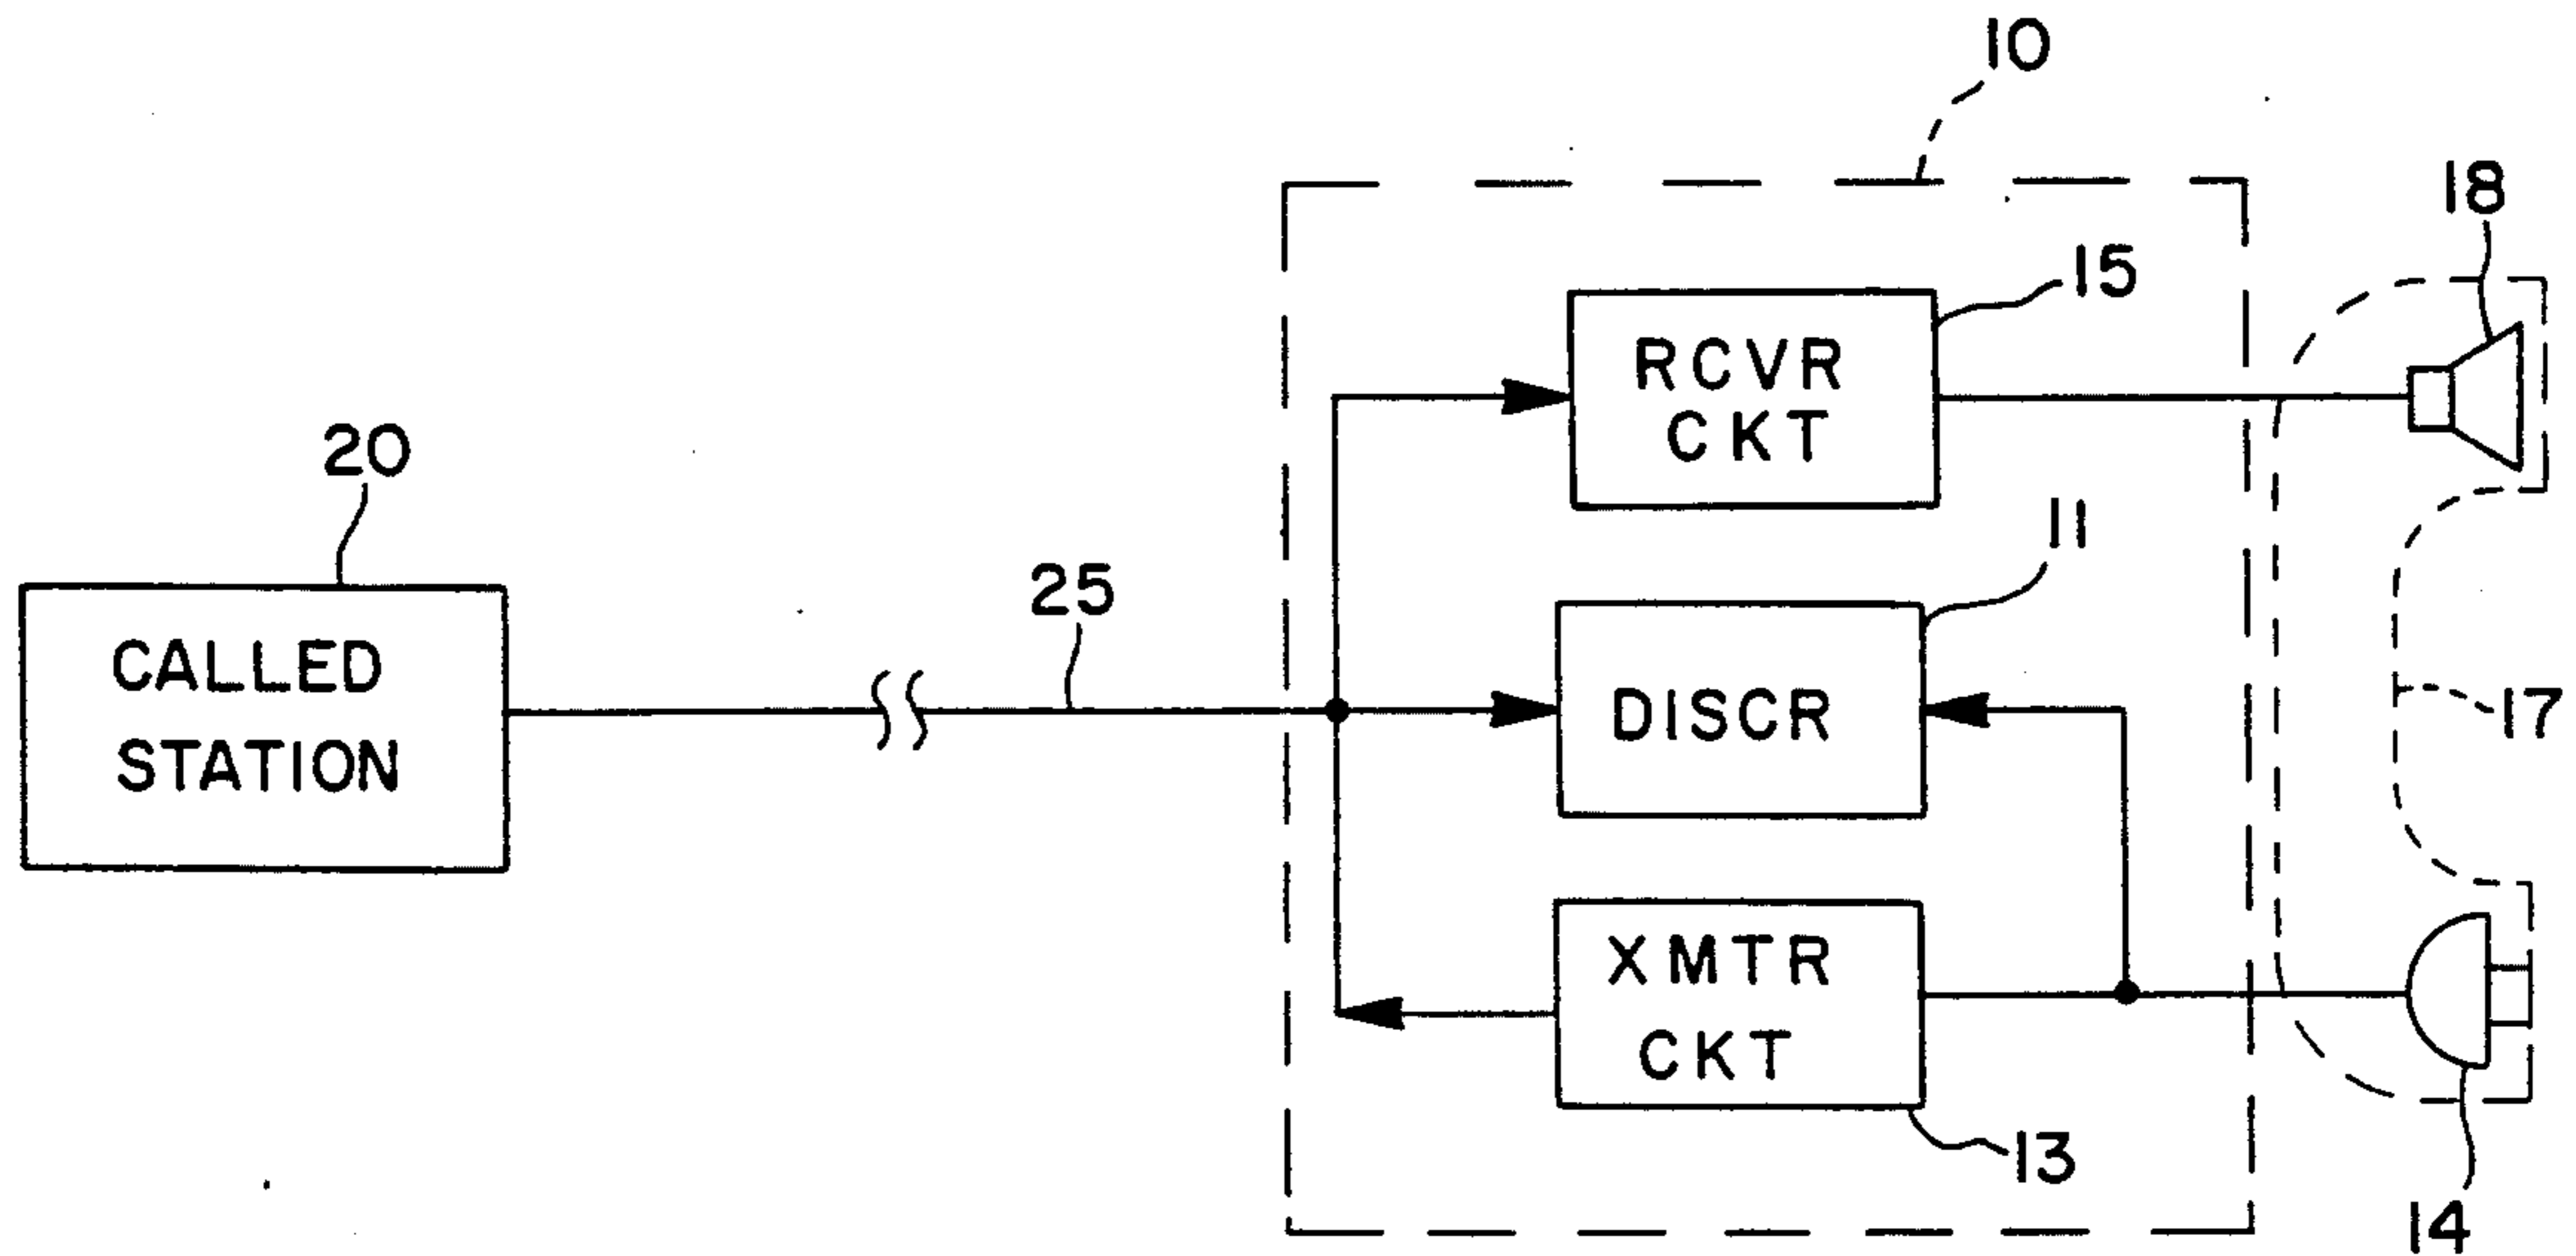 10
18
15
RCVR
CKT
20
11
25
CALLED
STATION
DISCR
17
XMTR
CKT
13
14